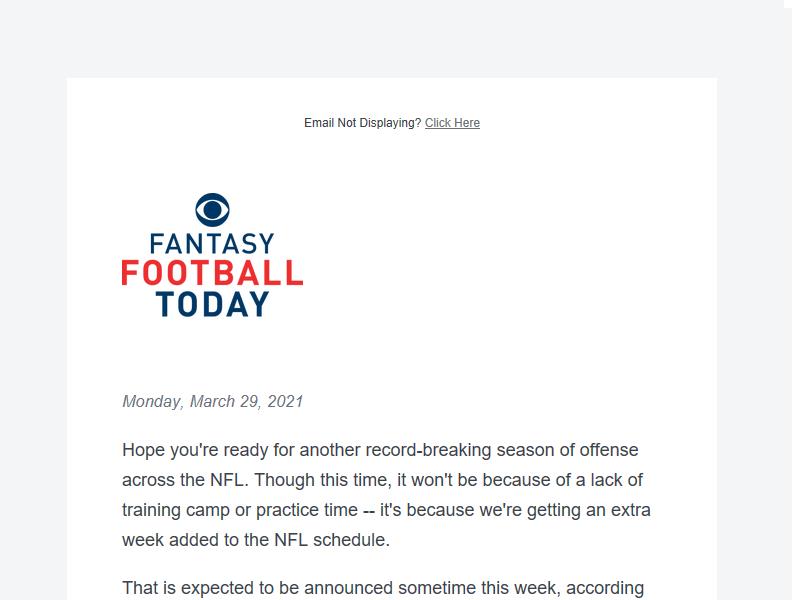 Email Not Displaying? Click Here
FANTASY
FOOTBALL
TODAY
Monday, March 29, 2021
Hope you're ready for another record-breaking season of offense
across the NFL. Though this time, it won't be because of a lack of
training camp or practice time -- it's because we're getting an extra
week added to the NFL schedule.
That is expected to be announced sometime this week, according